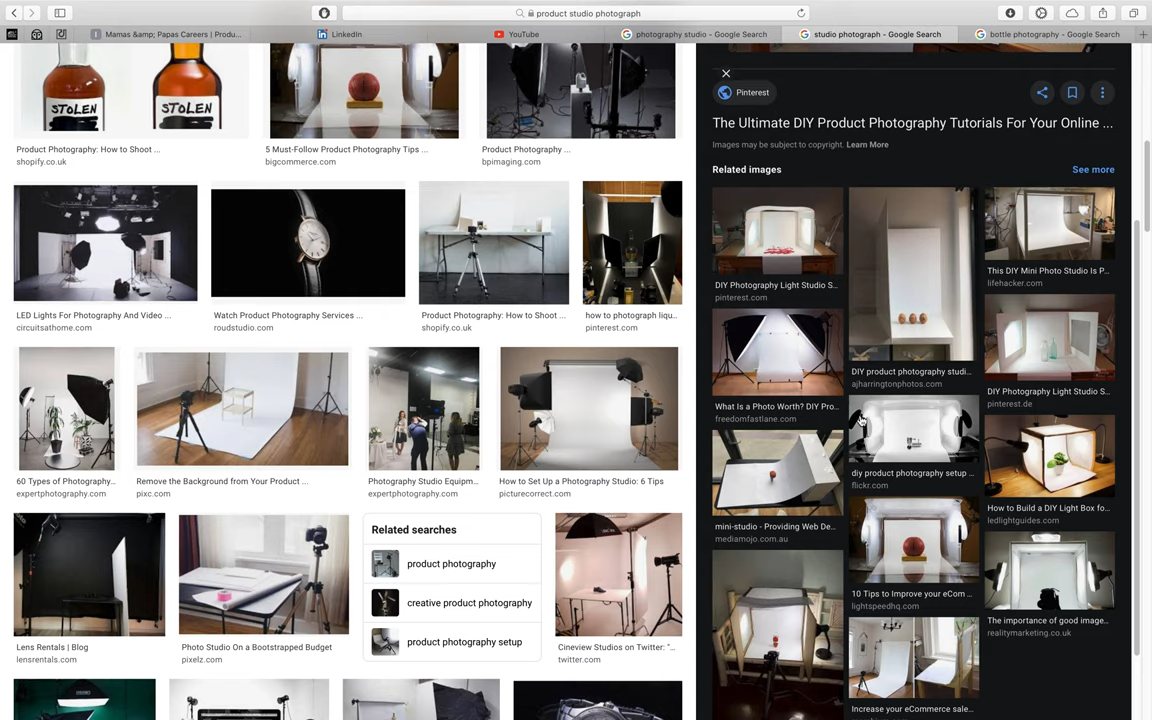 product studio photograph
Mamas &amp; Papas Careers | Produ...
LinkedIn
YouTube
photography studio - Google Search
studio photograph - Google Search
bottle photography - Google Search
STOLEN
STOLEN
Product Photography: How to Shoot ...
shopify.co.uk
5 Must-Follow Product Photography Tips ...
bigcommerce.com
Product Photography ...
bpimaging.com
LED Lights For Photography And Video ...
circuitsathome.com
Watch Product Photography Services ...
roudstudio.com
Product Photography: How to Shoot ...
shopify.co.uk
how to photograph liqu...
pinterest.com
60 Types of Photography...
expertphotography.com
Remove the Background from Your Product ...
pixc.com
Photography Studio Equipm...
expertphotography.com
How to Set Up a Photography Studio: 6 Tips
picturecorrect.com
Lens Rentals | Blog
lensrentals.com
Photo Studio On a Bootstrapped Budget
pixelz.com
Related searches
product photography
creative product photography
product photography setup
Cineview Studios on Twitter: "...
twitter.com
Pinterest
The Ultimate DIY Product Photography Tutorials For Your Online ...
Images may be subject to copyright. Learn More
Related images
See more
DIY Photography Light Studio S...
pinterest.com
What Is a Photo Worth? DIY Pro...
freedomfastlane.com
mini-studio - Providing Web De...
mediamojo.com.au
DIY product photography studi...
ajharringtonphotos.com
diy product photography setup ...
flickr.com
10 Tips to Improve your eCom ...
lightspeedhq.com
Increase your eCommerce sale...
This DIY Mini Photo Studio Is P...
lifehacker.com
DIY Photography Light Studio S...
pinterest.de
How to Build a DIY Light Box fo...
ledlightguides.com
The importance of good image...
realitymarketing.co.uk